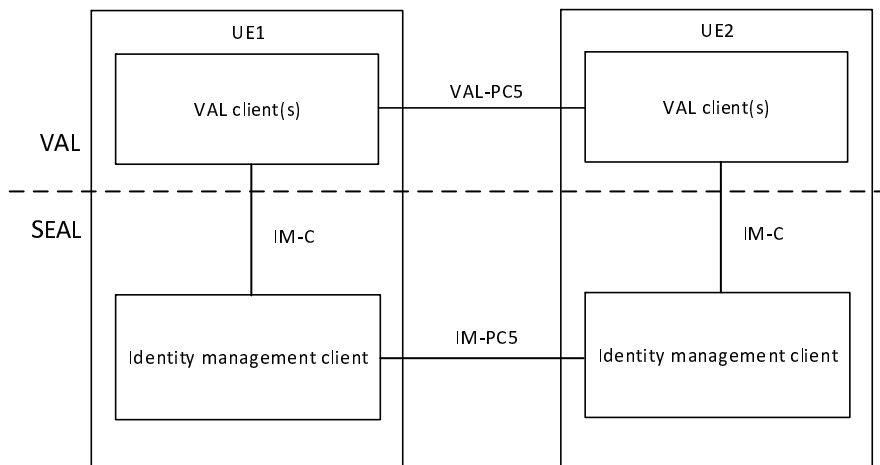 UE1
UE2
VAL client(s)
VAL-PC5
VAL client(s)
VAL
SEAL
IM-C
IM-C
IM-PC5
Identity management client
Identity management client